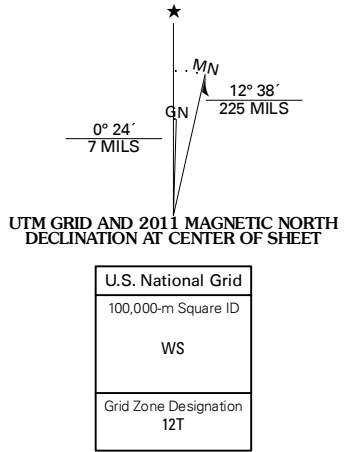 ★
MN
GN
12° 38´
225 MILS
0° 24´
7 MILS
UTM GRID AND 2011 MAGNETIC NORTH
DECLINATION AT CENTER OF SHEET
U.S. National Grid
100,000-m Square ID
WS
Grid Zone Designation
12T